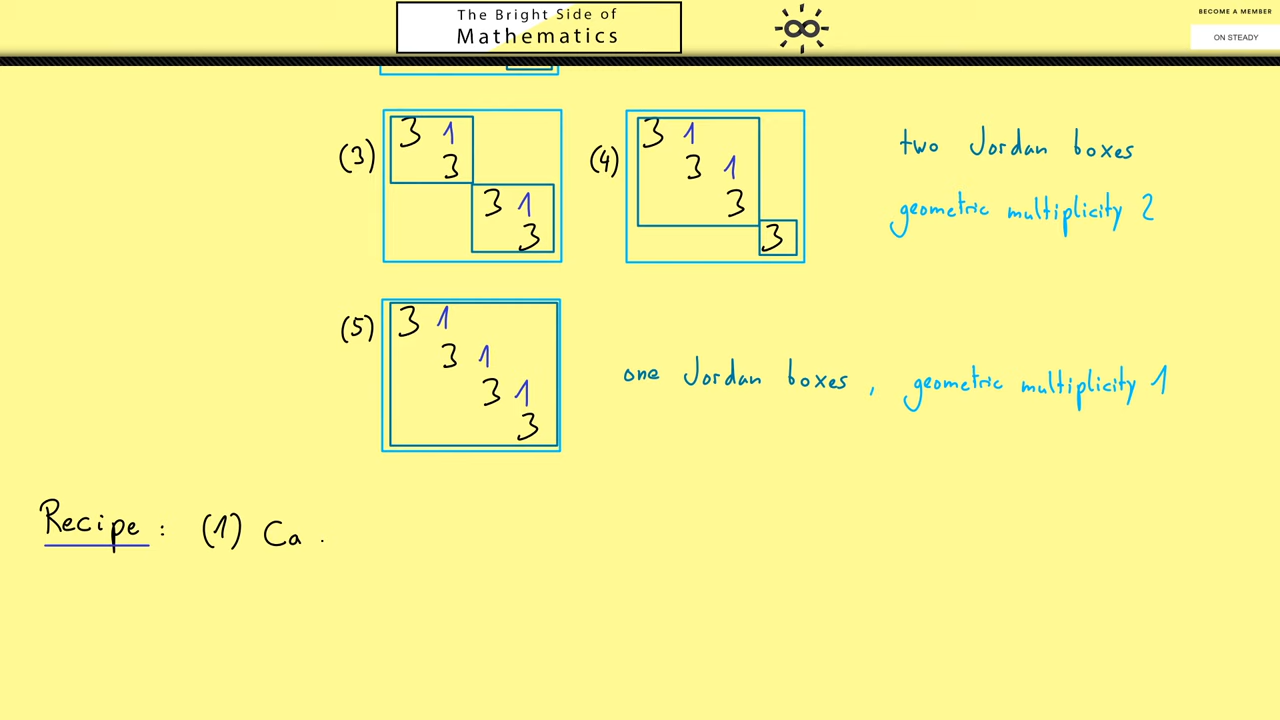 The Bright Side of
Mathematics
BECOME A MEMBER
ON STEADY
(3) 3 1
3
3 1
3
(4) 3 1
3 1
3
3
two Jordan boxes
geometric multiplicity 2
(5) 3 1
3 1
3 1
3
one Jordan boxes, geometric multiplicity 1
Recipe: (1) Ca